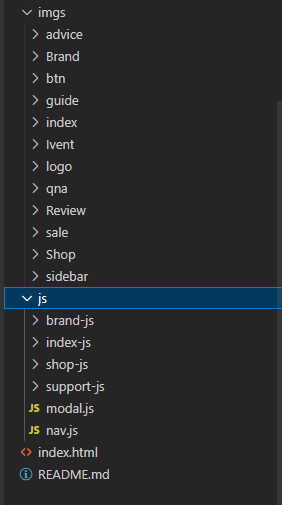 imgs
advice
Brand
btn
guide
index
Ivent
logo
qna
Review
sale
Shop
sidebar
js
brand-js
index-js
shop-js
support-js
JS modal.js
JS nav.js
index.html
README.md